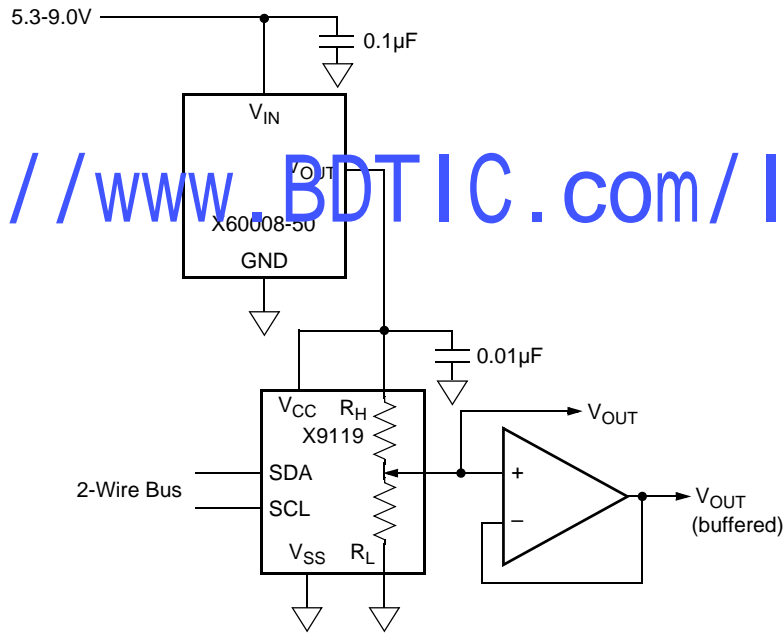 5.3-9.0V
0.1µF
VIN
VOUT
//www.BDTIC.com/I
X60008-50
GND
0.01µF
VCC
RH
X9119
VOUT
SDA
2-Wire Bus
SCL
+
–
VOUT
(buffered)
VSS
RL